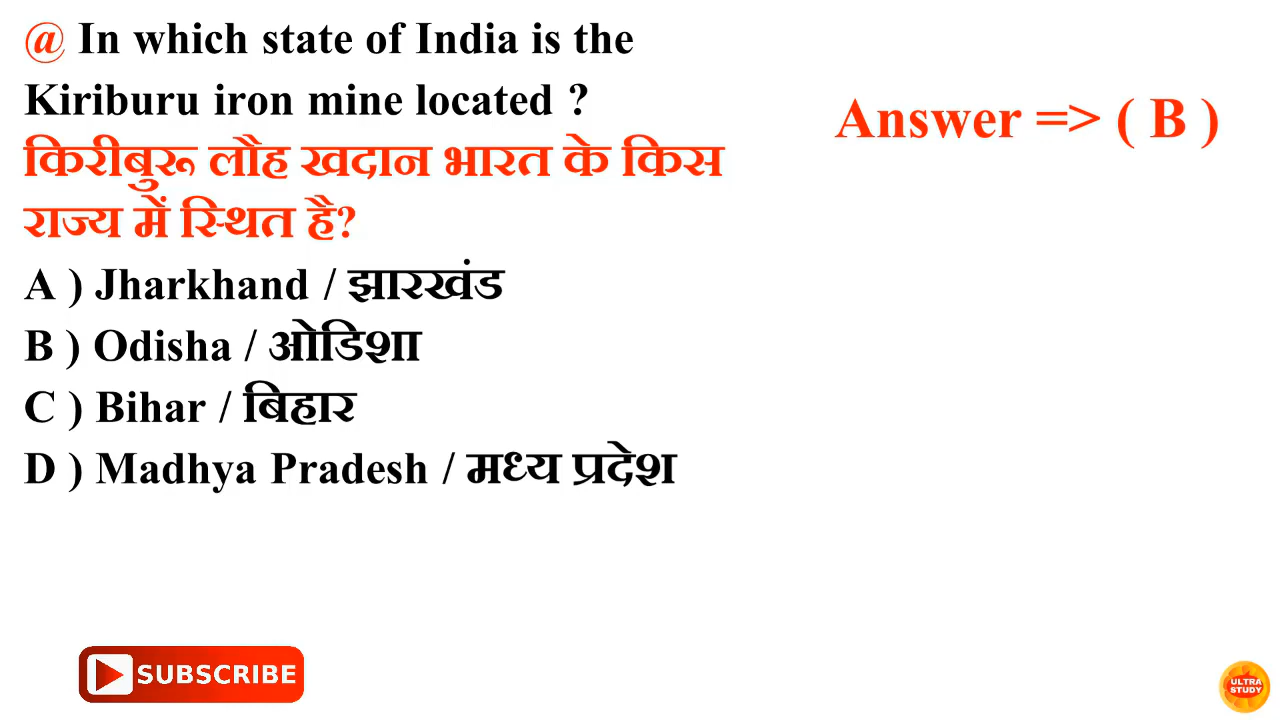 @ In which state of India is the
Kiriburu iron mine located ?
किरीबुरू लौह खदान भारत के किस
राज्य में स्थित है?
A ) Jharkhand / झारखंड
B ) Odisha / ओडिशा
C ) Bihar / बिहार
D ) Madhya Pradesh / मध्य प्रदेश
Answer => ( B )
SUBSCRIBE
ULTRA
STUDY